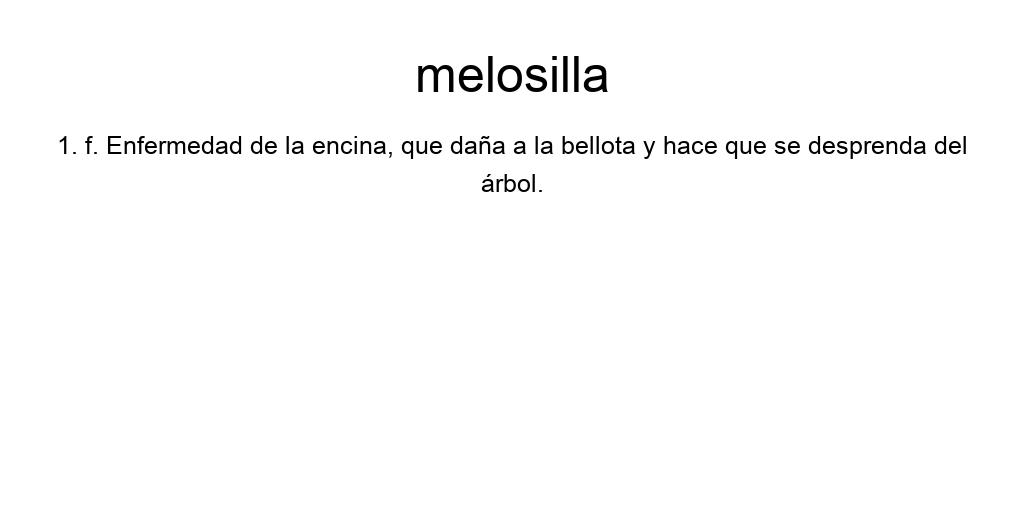 melosilla
1. f. Enfermedad de la encina, que daña a la bellota y hace que se desprenda del
árbol.